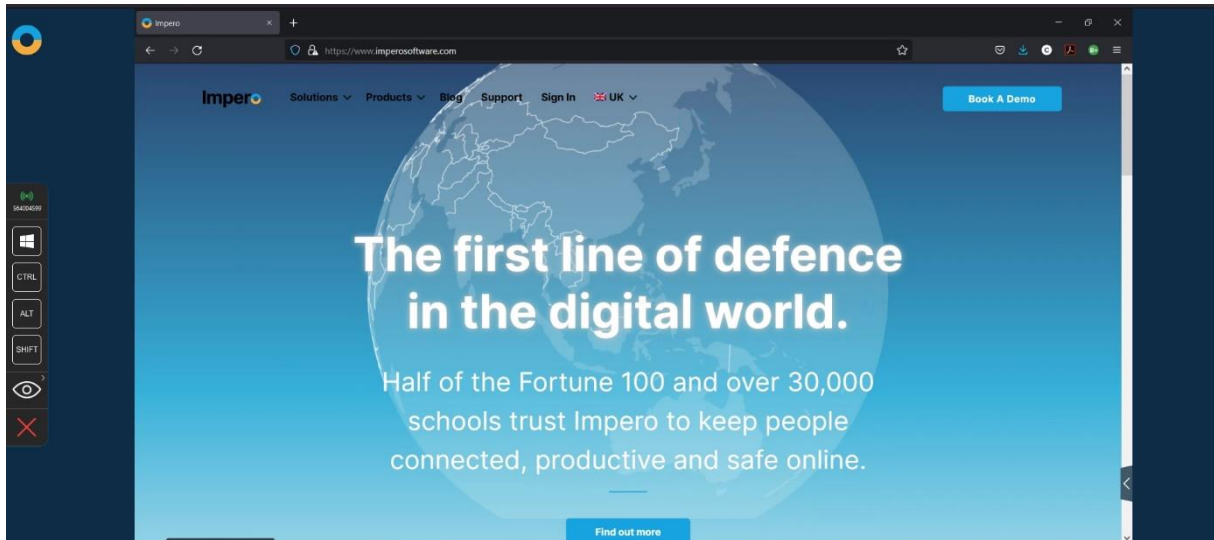 Impero
https://www.imperosoftware.com
Impero Solutions Products Blog Support Sign In UK Book A Demo
564004599
CTRL
ALT
SHIFT
The first line of defence
in the digital world.
Half of the Fortune 100 and over 30,000
schools trust Impero to keep people
connected, productive and safe online.
Find out more